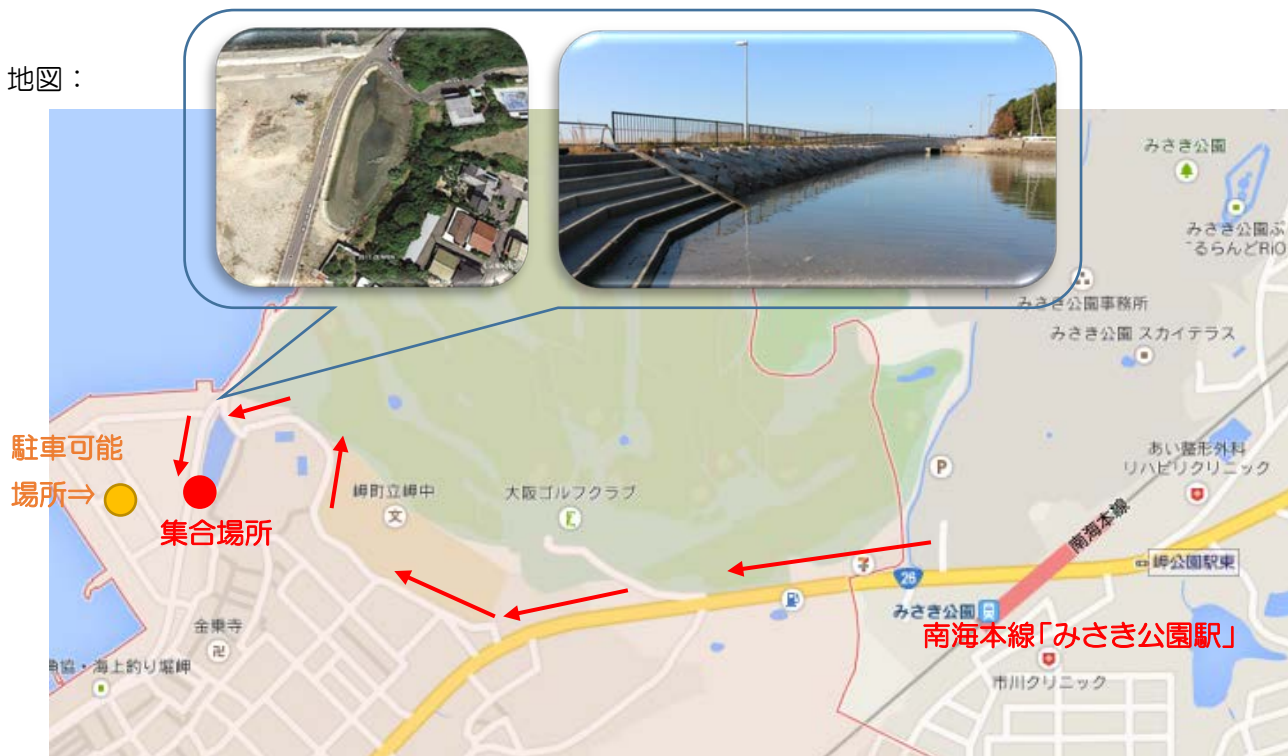 地図：
みさき公園
みさき公園ぷ
るらんどRiO
みさき公園事務所
みさき公園 スカイテラス
あい整形外科
リハビリクリニック
駐車可能
場所⇒
集合場所
岬町立岬中
文
大阪ゴルフクラブ
P
南海本線
26
岬公園駅東
みさき公園
南海本線「みさき公園駅」
市川クリニック
金乗寺
卍
漁協・海上釣り堀岬